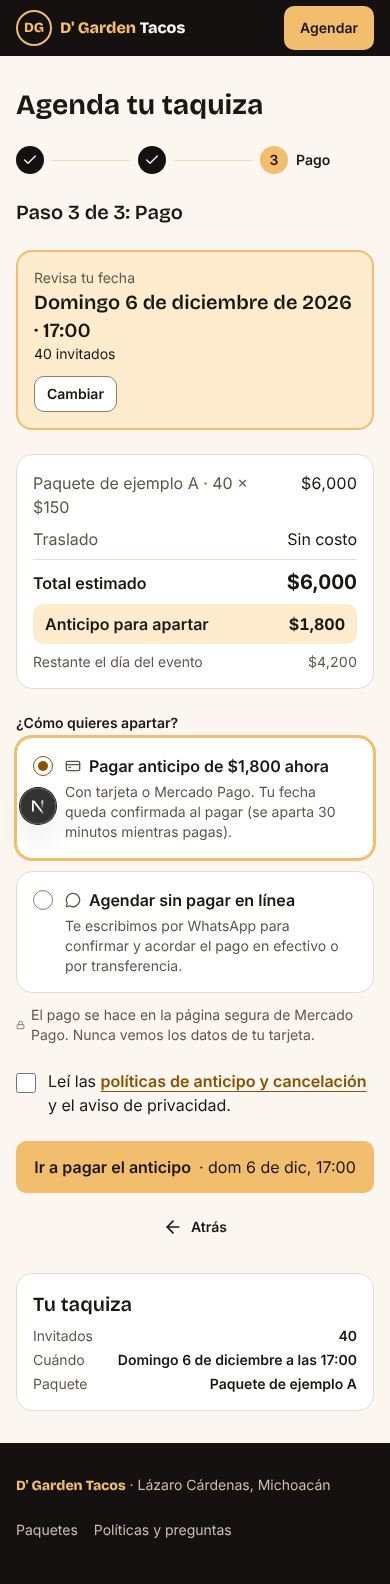 DG D' Garden Tacos Agendar
Agenda tu taquiza
3 Pago
Paso 3 de 3: Pago
Revisa tu fecha
Domingo 6 de diciembre de 2026
· 17:00
40 invitados
Cambiar
Paquete de ejemplo A · 40 × $6,000
$150
Traslado Sin costo
Total estimado $6,000
Anticipo para apartar $1,800
Restante el día del evento $4,200
¿Cómo quieres apartar?
Pagar anticipo de $1,800 ahora
Con tarjeta o Mercado Pago. Tu fecha
N
queda confirmada al pagar (se aparta 30
minutos mientras pagas).
Agendar sin pagar en línea
Te escribimos por WhatsApp para
confirmar y acordar el pago en efectivo o
por transferencia.
El pago se hace en la página segura de Mercado
Pago. Nunca vemos los datos de tu tarjeta.
Leí las políticas de anticipo y cancelación
y el aviso de privacidad.
Ir a pagar el anticipo · dom 6 de dic, 17:00
Atrás
Tu taquiza
Invitados 40
Cuándo Domingo 6 de diciembre a las 17:00
Paquete Paquete de ejemplo A
D' Garden Tacos · Lázaro Cárdenas, Michoacán
Paquetes Políticas y preguntas